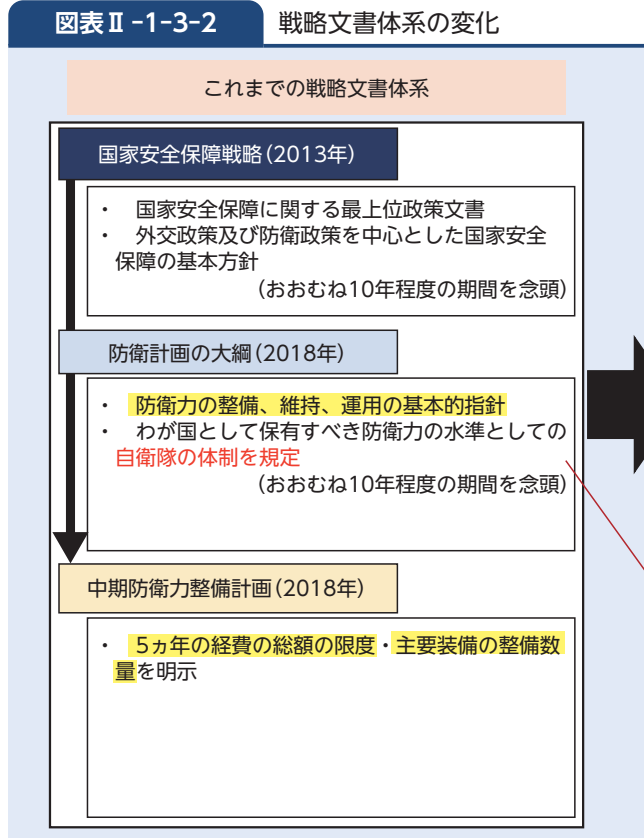 図表Ⅱ-1-3-2 戦略文書体系の変化
これまでの戦略文書体系
国家安全保障戦略(2013年)
・ 国家安全保障に関する最上位政策文書
・ 外交政策及び防衛政策を中心とした国家安全
保障の基本方針
(おおむね10年程度の期間を念頭)
防衛計画の大綱(2018年)
・ 防衛力の整備、維持、運用の基本的指針
・ わが国として保有すべき防衛力の水準としての
自衛隊の体制を規定
(おおむね10年程度の期間を念頭)
中期防衛力整備計画(2018年)
・ 5ヵ年の経費の総額の限度・主要装備の整備数
量を明示